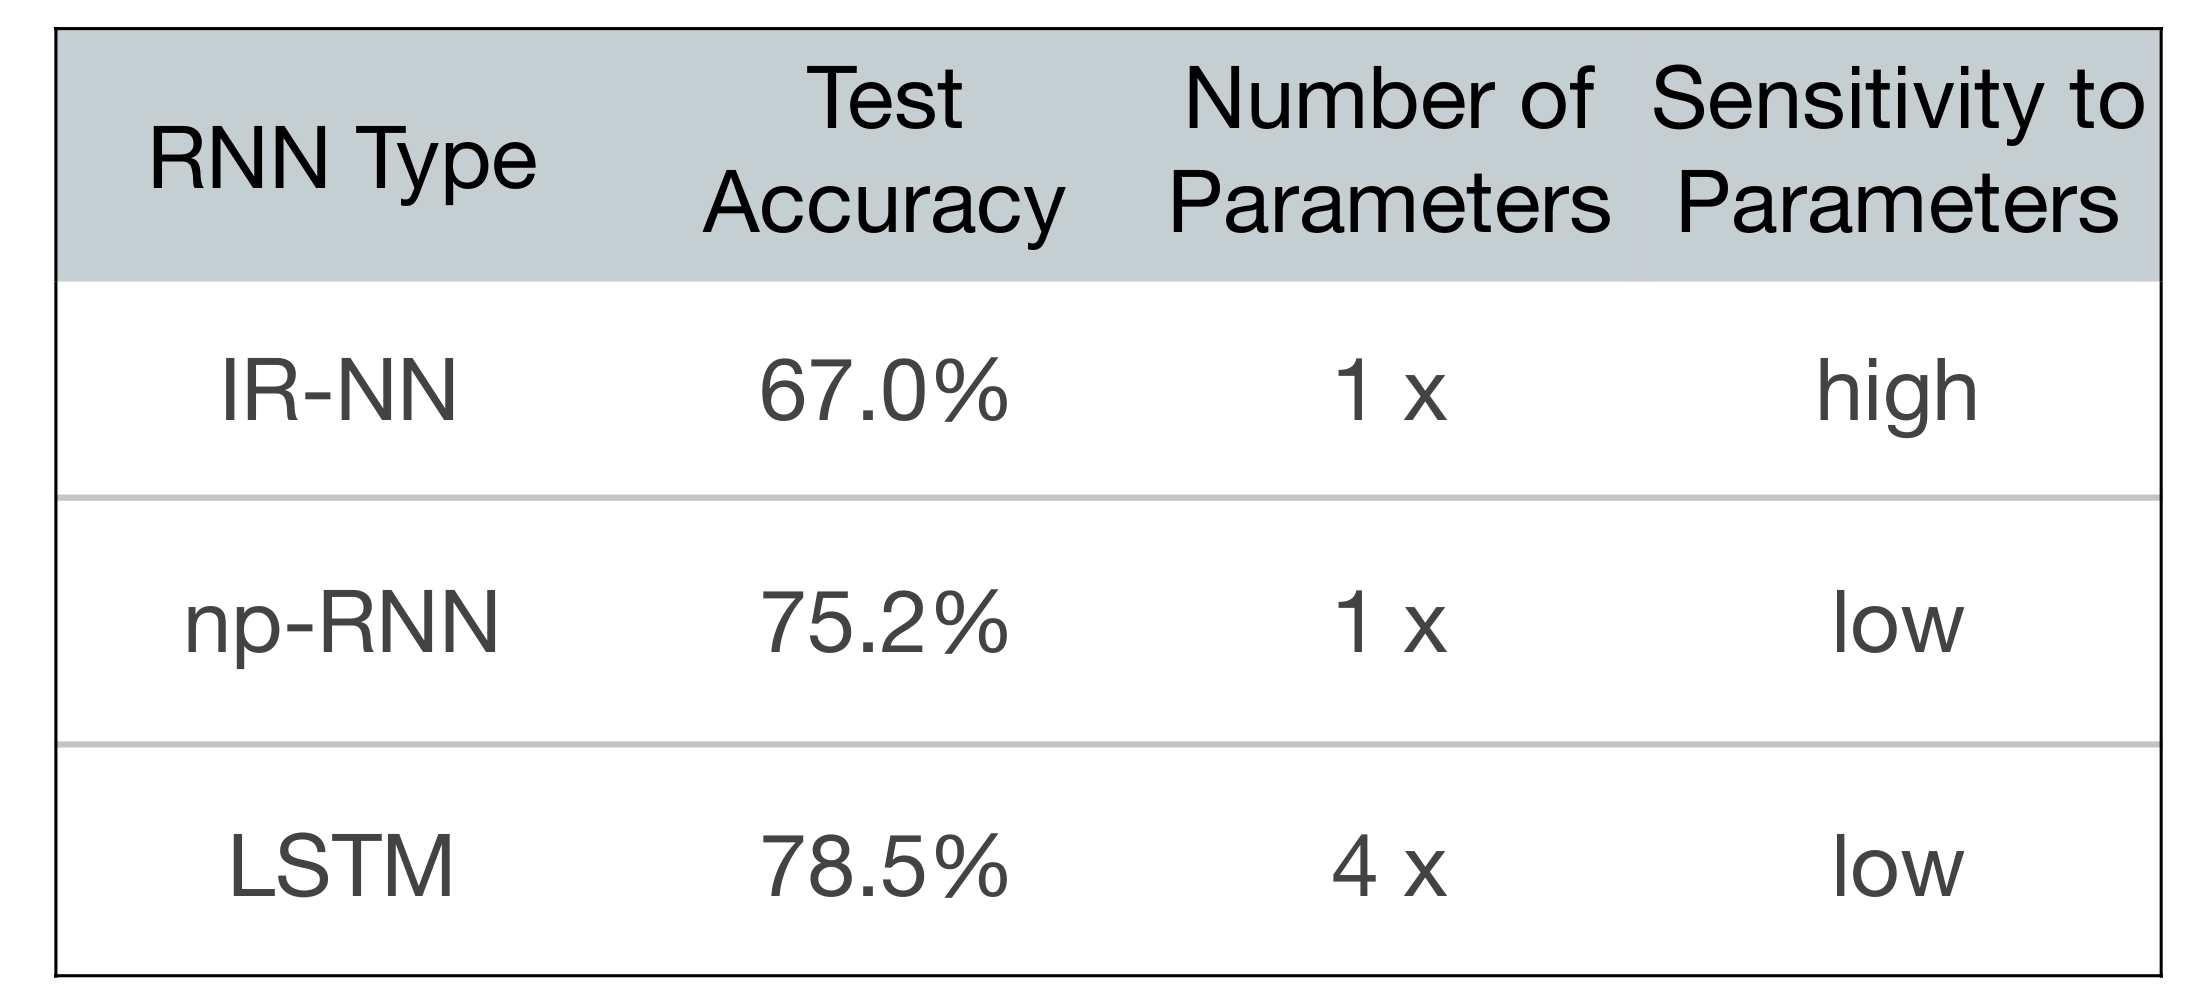 RNN Type
Test
Accuracy
Number of
Parameters
Sensitivity to
Parameters
IR-NN 67.0% 1 x high
np-RNN 75.2% 1 x low
LSTM 78.5% 4 x low